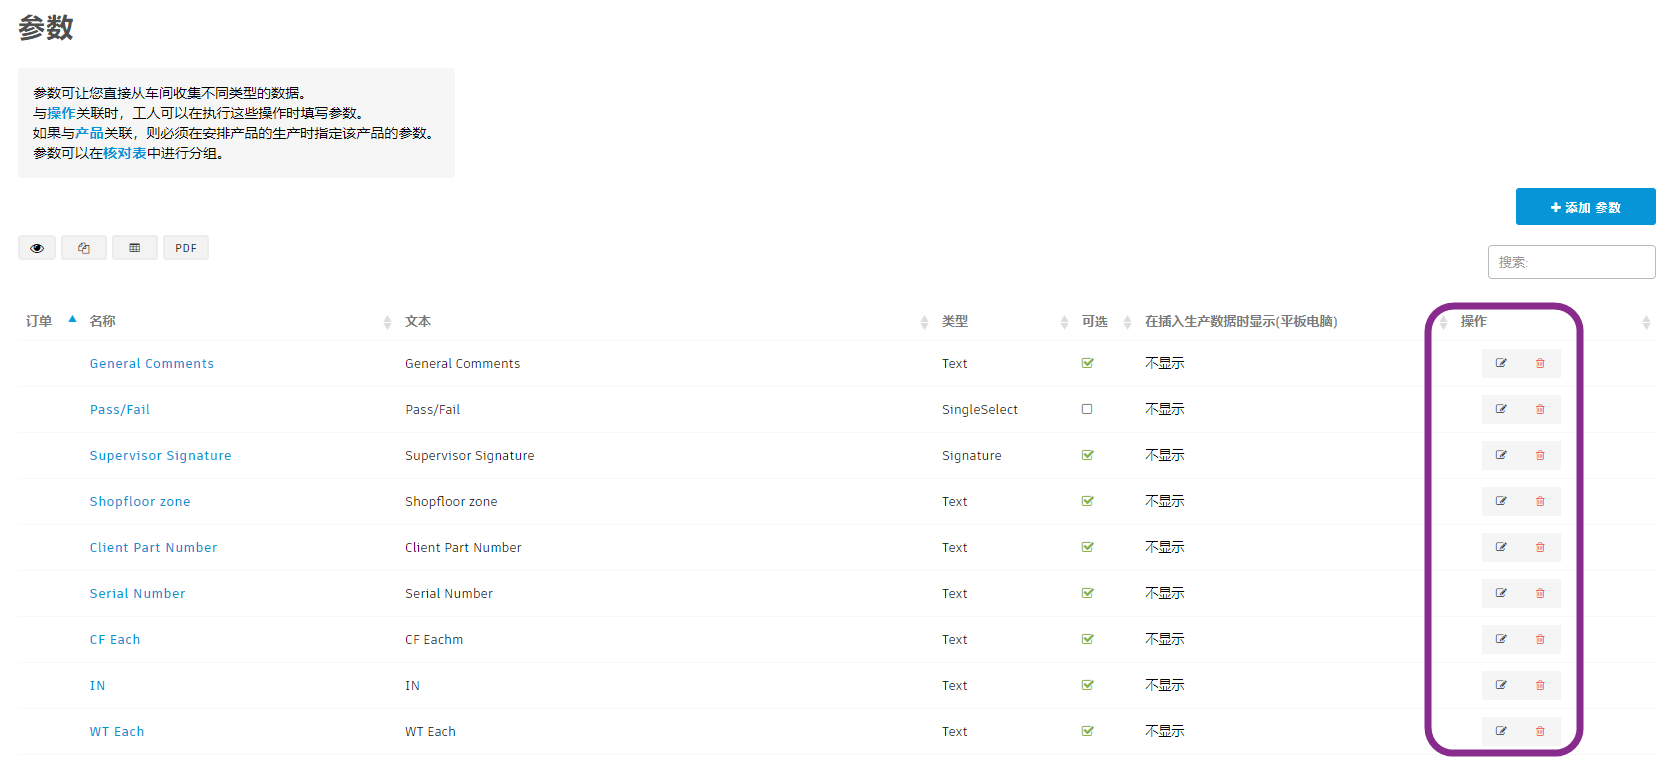 参数
参数可让您直接从车间收集不同类型的数据。
与操作关联时，工人可以在执行这些操作时填写参数。
如果与产品关联，则必须在安排产品的生产时指定该产品的参数。
参数可以在核对表中进行分组。
+ 添加 参数
PDF
搜索:
订单 名称 文本 类型 可选 在插入生产数据时显示(平板电脑) 操作
General Comments General Comments Text 不显示
Pass/Fail Pass/Fail SingleSelect 不显示
Supervisor Signature Supervisor Signature Signature 不显示
Shopfloor zone Shopfloor zone Text 不显示
Client Part Number Client Part Number Text 不显示
Serial Number Serial Number Text 不显示
CF Each CF Eachm Text 不显示
IN IN Text 不显示
WT Each WT Each Text 不显示